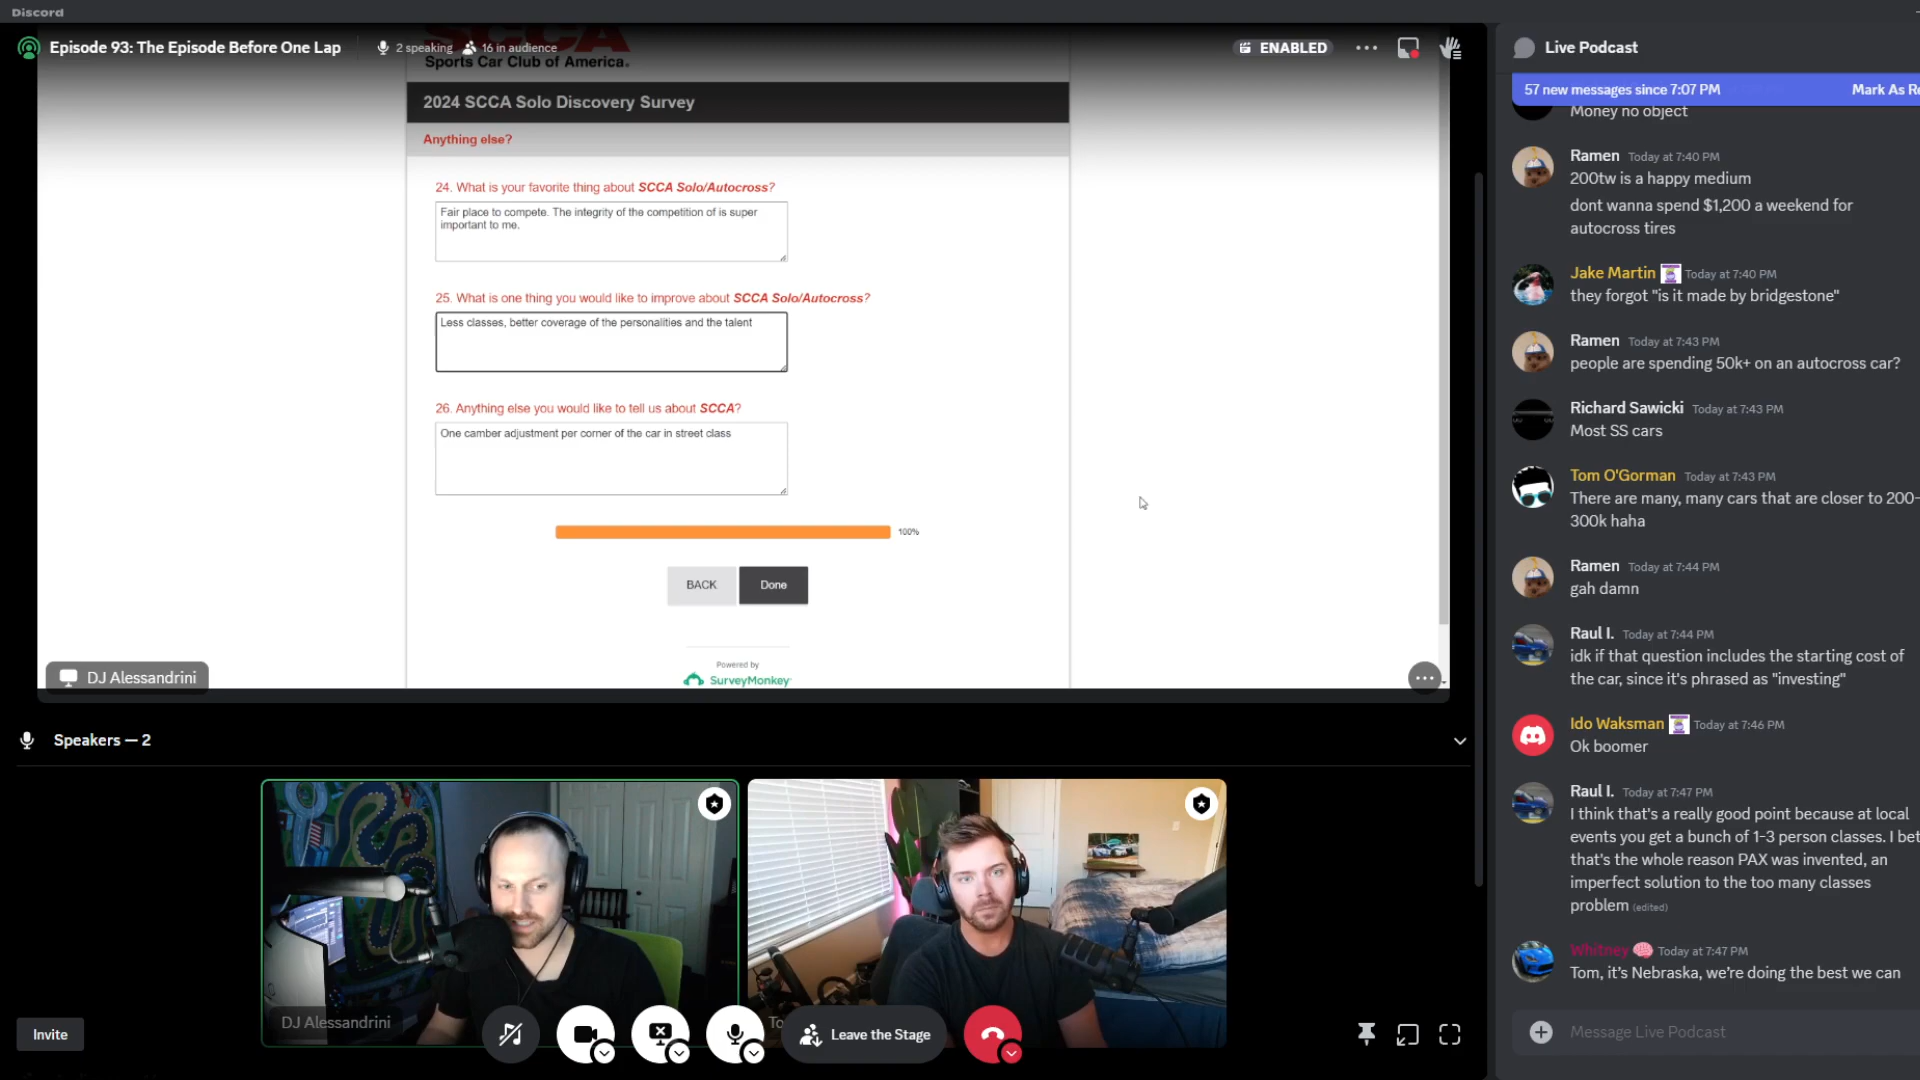 Discord
Episode 93: The Episode Before One Lap
2 speaking
16 in audience
ENABLED
SCCA
Sports Car Club of America.
2024 SCCA Solo Discovery Survey
Anything else?
24. What is your favorite thing about SCCA Solo/Autocross?
Fair place to compete. The integrity of the competition of is super
important to me.
25. What is one thing you would like to improve about SCCA Solo/Autocross?
Less classes, better coverage of the personalities and the talent
26. Anything else you would like to tell us about SCCA?
One camber adjustment per corner of the car in street class
100%
BACK
Done
Powered by
SurveyMonkey
DJ Alessandrini
Speakers — 2
DJ Alessandrini
To
Leave the Stage
Invite
Live Podcast
57 new messages since 7:07 PM
Mark As Re
Money no object
Ramen Today at 7:40 PM
200tw is a happy medium
dont wanna spend $1,200 a weekend for
autocross tires
Jake Martin Today at 7:40 PM
they forgot "is it made by bridgestone"
Ramen Today at 7:43 PM
people are spending 50k+ on an autocross car?
Richard Sawicki Today at 7:43 PM
Most SS cars
Tom O'Gorman Today at 7:43 PM
There are many, many cars that are closer to 200-
300k haha
Ramen Today at 7:44 PM
gah damn
Raul I. Today at 7:44 PM
idk if that question includes the starting cost of
the car, since it's phrased as "investing"
Ido Waksman Today at 7:46 PM
Ok boomer
Raul I. Today at 7:47 PM
I think that's a really good point because at local
events you get a bunch of 1-3 person classes. I bet
that's the whole reason PAX was invented, an
imperfect solution to the too many classes
problem (edited)
Whitney Today at 7:47 PM
Tom, it's Nebraska, we're doing the best we can
Message Live Podcast